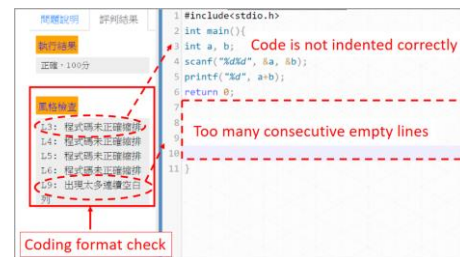 問題說明 評判結果
執行結果
正確，100分
風格檢查
L3: 程式碼未正確縮排
L4: 程式碼未正確縮排
L5: 程式碼未正確縮排
L6: 程式碼未正確縮排
L9: 出現太多連續空白
列
1 #include<stdio.h>
2 int main(){
3 int a, b;
4 scanf("%d%d", &a, &b);
5 printf("%d", a+b);
6 return 0;
7
8
9
10
11 }
Code is not indented correctly
Too many consecutive empty lines
Coding format check